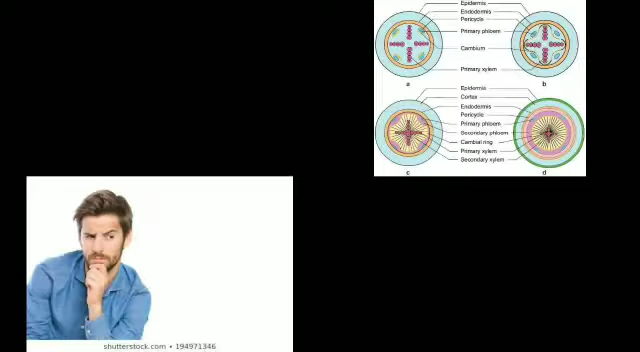 Epidermis
Endodermis
Pericycle
Primary phloem
Cambium
Primary xylem
a
b
Epidermis
Cortex
Endodermis
Pericycle
Primary phloem
Secondary phloem
Cambial ring
Primary xylem
Secondary xylem
c
d
shutterstock.com • 194971346